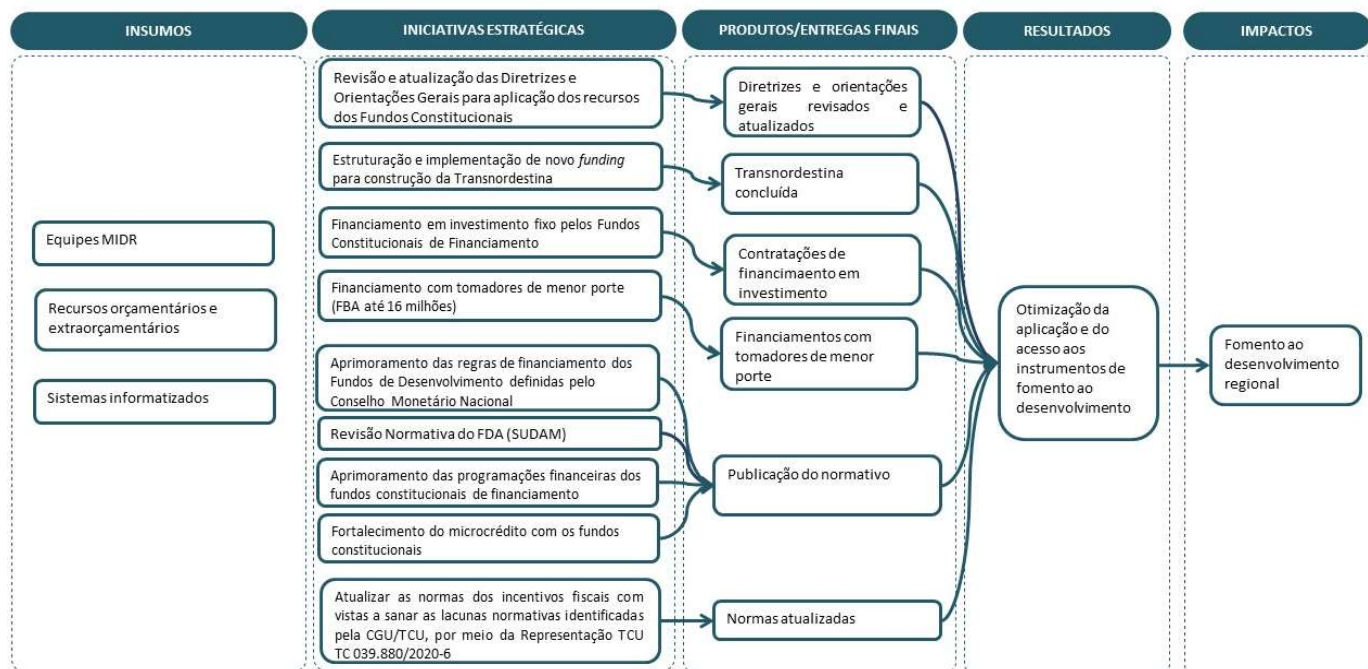 INSUMOS
INICIATIVAS ESTRATÉGICAS
PRODUTOS/ENTREGAS FINAIS
RESULTADOS
IMPACTOS
Equipes MIDR
Recursos orçamentários e
extraorçamentários
Sistemas informatizados
Revisão e atualização das Diretrizes e
Orientações Gerais para aplicação dos recursos
dos Fundos Constitucionais
Estruturação e implementação de novo funding
para construção da Transnordestina
Financiamento em investimento fixo pelos Fundos
Constitucionais de Financiamento
Financiamento com tomadores de menor porte
(FBA até 16 milhões)
Aprimoramento das regras de financiamento dos
Fundos de Desenvolvimento definidas pelo
Conselho Monetário Nacional
Revisão Normativa do FDA (SUDAM)
Aprimoramento das programações financeiras dos
fundos constitucionais de financiamento
Fortalecimento do microcrédito com os fundos
constitucionais
Atualizar as normas dos incentivos fiscais com
vistas a sanar as lacunas normativas identificadas
pela CGU/TCU, por meio da Representação TCU
TC 039.880/2020-6
Diretrizes e orientações
gerais revisados e
atualizados
Transnordestina
concluída
Contratações de
financimaento em
investimento
Financiamentos com
tomadores de menor
porte
Publicação do normativo
Normas atualizadas
Otimização da
aplicação e do
acesso aos
instrumentos de
fomento ao
desenvolvimento
Fomento ao
desenvolvimento
regional